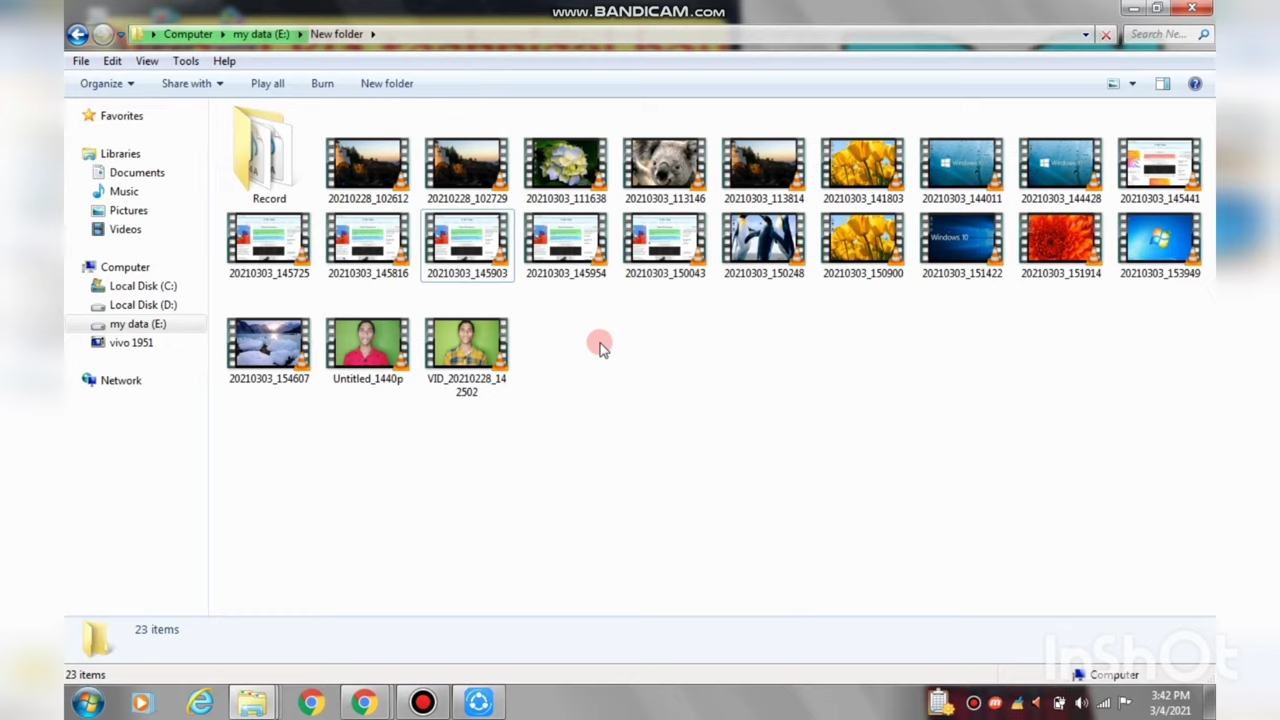 www.BANDICAM.com
Computer my data (E:) New folder
Search Ne...
File Edit View Tools Help
Organize Share with Play all Burn New folder
Favorites
Libraries
Documents
Music
Pictures
Videos
Computer
Local Disk (C:)
Local Disk (D:)
my data (E:)
vivo 1951
Network
Record 20210228_102612 20210228_102729 20210303_111638 20210303_113146 20210303_113814 20210303_141803 20210303_144011 20210303_144428 20210303_145441
Windows 10
20210303_145725 20210303_145816 20210303_145903 20210303_145954 20210303_150043 20210303_150248 20210303_150900 20210303_151422 20210303_151914 20210303_153949
20210303_154607 Untitled_1440p VID_20210228_14
2502
23 items
23 items
Computer
InShOt
3:42 PM
3/4/2021